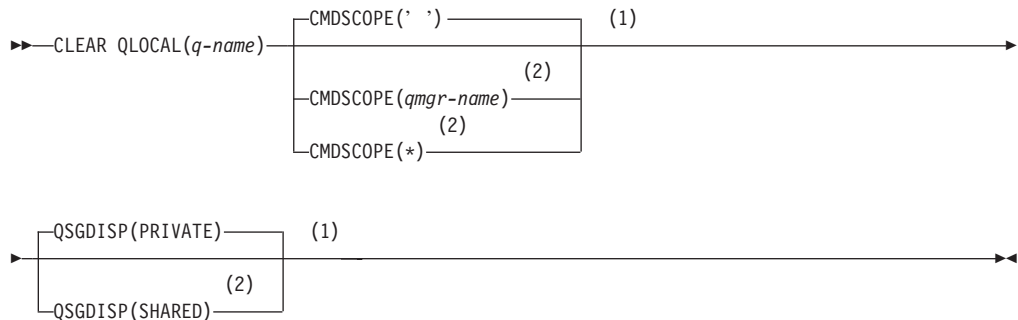 CMDSCOPE(’ ’) (1)
CLEAR QLOCAL(q-name)
(2)
CMDSCOPE(qmgr-name)
(2)
CMDSCOPE(*)
QSGDISP(PRIVATE) (1)
(2)
QSGDISP(SHARED)